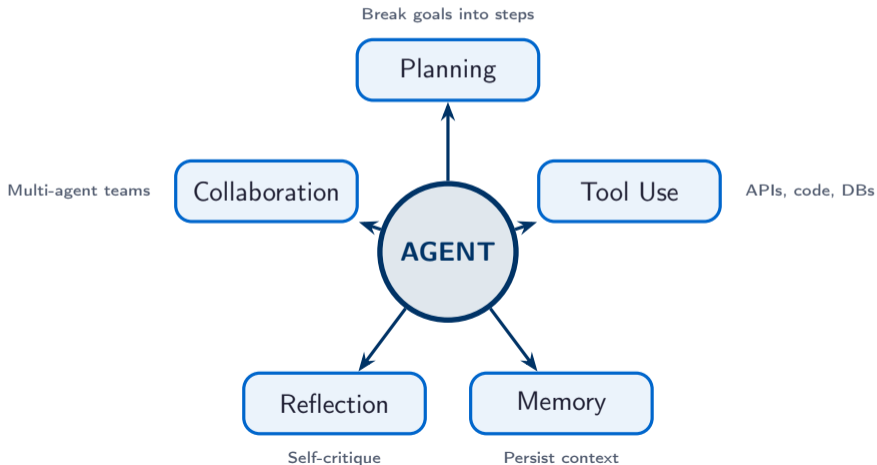 Break goals into steps
Planning
Multi-agent teams
Collaboration
Tool Use
APIs, code, DBs
AGENT
Reflection
Memory
Self-critique
Persist context